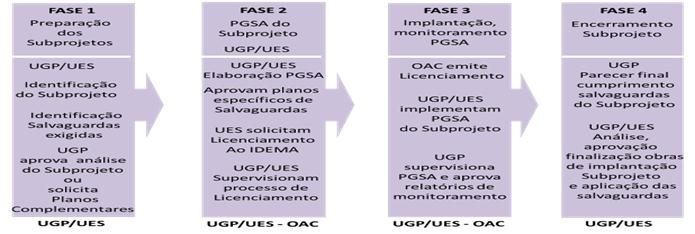 FASE 1
Preparação
dos
Subprojetos
UGP/UES
Identificação
do Subprojeto
Identificação
Salvaguardas
exigidas
UGP
aprova análise
do Subprojeto
ou
solicita
Planos
Complementares
UGP/UES
FASE 2
PGSA do
Subprojeto
UGP/UES
UGP/UES
Elaboração PGSA
Aprovam planos
específicos de
Salvaguardas
UES solicitam
Licenciamento
Ao IDEMA
UGP/UES
Supervisionam
processo de
Licenciamento
UGP/UES - OAC
FASE 3
Implantação,
monitoramento
PGSA
OAC emite
Licenciamento
UGP/UES
implementam
PGSA
do Subprojeto
UGP
supervisiona
PGSA e aprova
relatórios de
monitoramento
UGP/UES - OAC
FASE 4
Encerramento
Subprojeto
UGP
Parecer final
cumprimento
salvaguardas
do Subprojeto
UGP/UES
Análise,
aprovação
finalização obras
de implantação
Subprojeto
e aplicação das
salvaguardas
UGP/UES